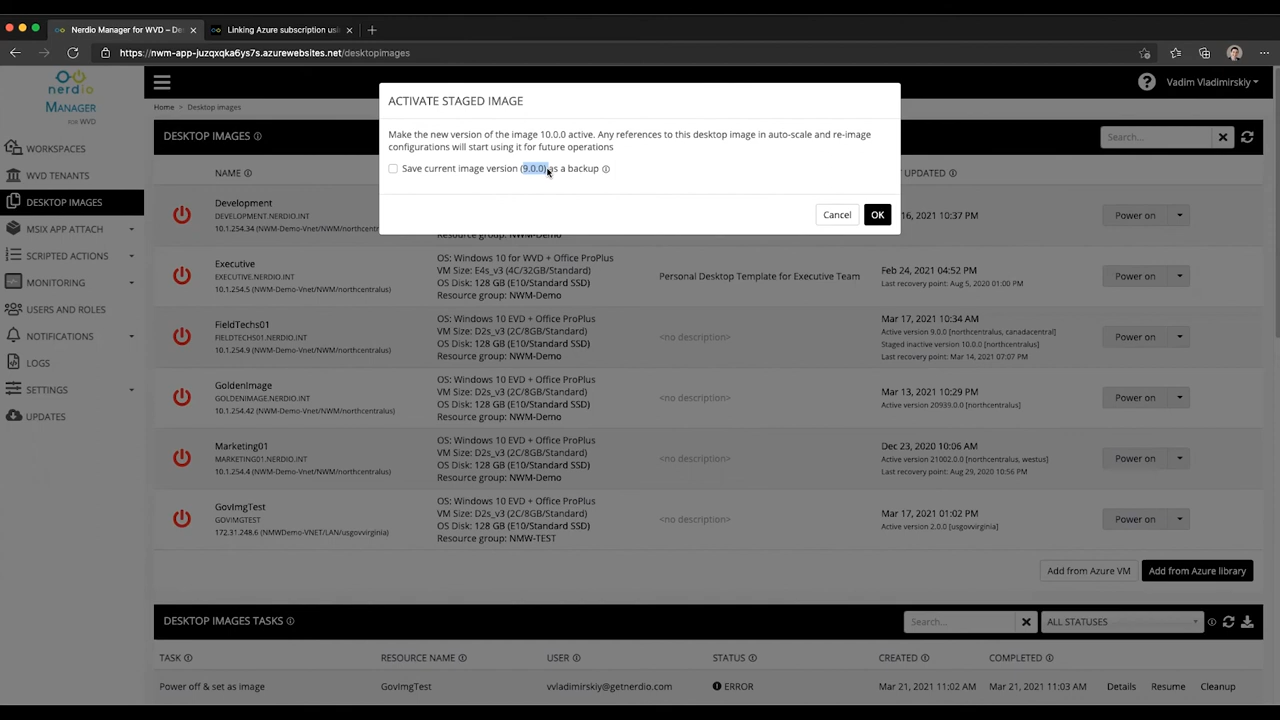 Nerdio Manager for WVD – De
Linking Azure subscription usi
https://nwm-app-juzqxqka6ys7s.azurewebsites.net/desktopimages
nerdio
MANAGER
FOR WVD
Vadim Vladimirskiy
Home > Desktop images
WORKSPACES
WVD TENANTS
DESKTOP IMAGES
MSIX APP ATTACH
SCRIPTED ACTIONS
MONITORING
USERS AND ROLES
NOTIFICATIONS
LOGS
SETTINGS
UPDATES
ACTIVATE STAGED IMAGE
Make the new version of the image 10.0.0 active. Any references to this desktop image in auto-scale and re-image
configurations will start using it for future operations
Save current image version (9.0.0) as a backup
Cancel
OK
DESKTOP IMAGES
Search...
NAME
UPDATED
Development
DEVELOPMENT.NERDIO.INT
10.1.254.34 (NWM-Demo-Vnet/NWM/northcentralus)
Resource group: NWM-Demo
16, 2021 10:37 PM
Power on
Executive
EXECUTIVE.NERDIO.INT
10.1.254.5 (NWM-Demo-Vnet/NWM/northcentralus)
OS: Windows 10 for WVD + Office ProPlus
VM Size: E4s_v3 (4C/32GB/Standard)
OS Disk: 128 GB (E10/Standard SSD)
Resource group: NWM-Demo
Personal Desktop Template for Executive Team
Feb 24, 2021 04:52 PM
Last recovery point: Aug 5, 2020 01:00 PM
Power on
FieldTechs01
FIELDTECHS01.NERDIO.INT
10.1.254.9 (NWM-Demo-Vnet/NWM/northcentralus)
OS: Windows 10 EVD + Office ProPlus
VM Size: D2s_v3 (2C/8GB/Standard)
OS Disk: 128 GB (E10/Standard SSD)
Resource group: NWM-Demo
<no description>
Mar 17, 2021 10:34 AM
Active version 9.0.0 [northcentralus, canadacentral]
Staged inactive version 10.0.0 [northcentralus]
Last recovery point: Mar 14, 2021 07:07 PM
Power on
GoldenImage
GOLDENIMAGE.NERDIO.INT
10.1.254.42 (NWM-Demo-Vnet/NWM/northcentralus)
OS: Windows 10 EVD + Office ProPlus
VM Size: D2s_v3 (2C/8GB/Standard)
OS Disk: 128 GB (E10/Standard SSD)
Resource group: NWM-Demo
<no description>
Mar 13, 2021 10:29 PM
Active version 20939.0.0 [northcentralus]
Power on
Marketing01
MARKETING01.NERDIO.INT
10.1.254.4 (NWM-Demo-Vnet/NWM/northcentralus)
OS: Windows 10 EVD + Office ProPlus
VM Size: D2s_v3 (2C/8GB/Standard)
OS Disk: 128 GB (E10/Standard SSD)
Resource group: NWM-Demo
<no description>
Dec 23, 2020 10:06 AM
Active version 21002.0.0 [northcentralus, westus]
Last recovery point: Aug 29, 2020 10:56 PM
Power on
GovImgTest
GOVIMGTEST
172.31.248.6 (NMWDemo-VNET/LAN/usgovvirginia)
OS: Windows 10 EVD + Office ProPlus
VM Size: D2s_v3 (2C/8GB/Standard)
OS Disk: 128 GB (E10/Standard SSD)
Resource group: NMW-TEST
<no description>
Mar 17, 2021 01:02 PM
Active version 2.0.0 [usgovvirginia]
Power on
Add from Azure VM
Add from Azure library
DESKTOP IMAGES TASKS
Search...
ALL STATUSES
TASK
RESOURCE NAME
USER
STATUS
CREATED
COMPLETED
Power off & set as image
GovImgTest
vvladimirskiy@getnerdio.com
ERROR
Mar 21, 2021 11:02 AM
Mar 21, 2021 11:03 AM
Details
Resume
Cleanup